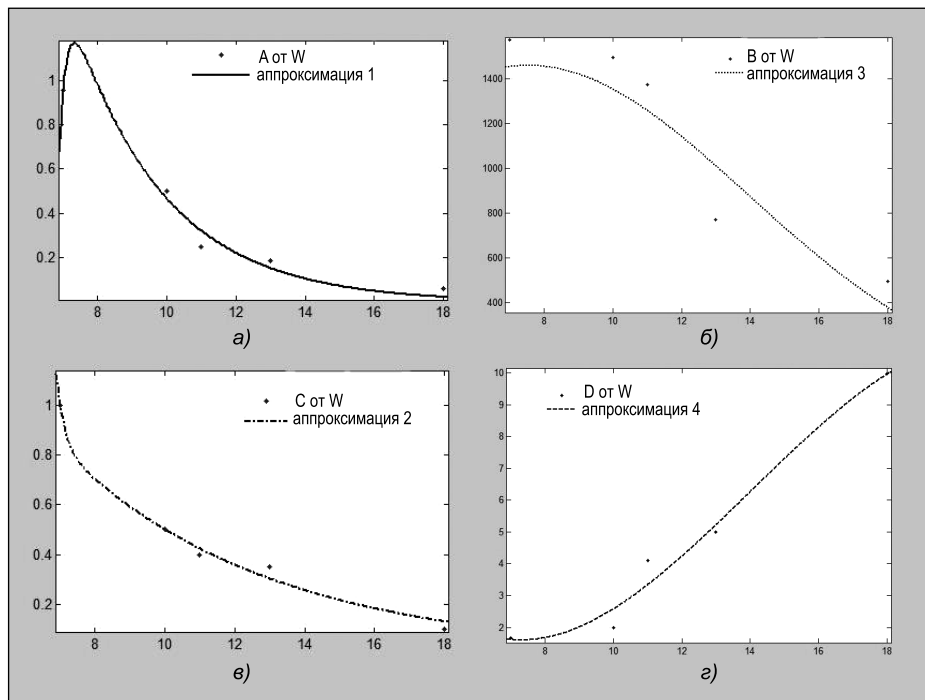 A от W
аппроксимация 1
1
0.8
0.6
0.4
0.2
8 10 12 14 16 18
а)
B от W
аппроксимация 3
1400
1200
1000
800
600
400
8 10 12 14 16 18
б)
C от W
аппроксимация 2
1
0.8
0.6
0.4
0.2
8 10 12 14 16 18
в)
D от W
аппроксимация 4
10
9
8
7
6
5
4
3
2
8 10 12 14 16 18
г)